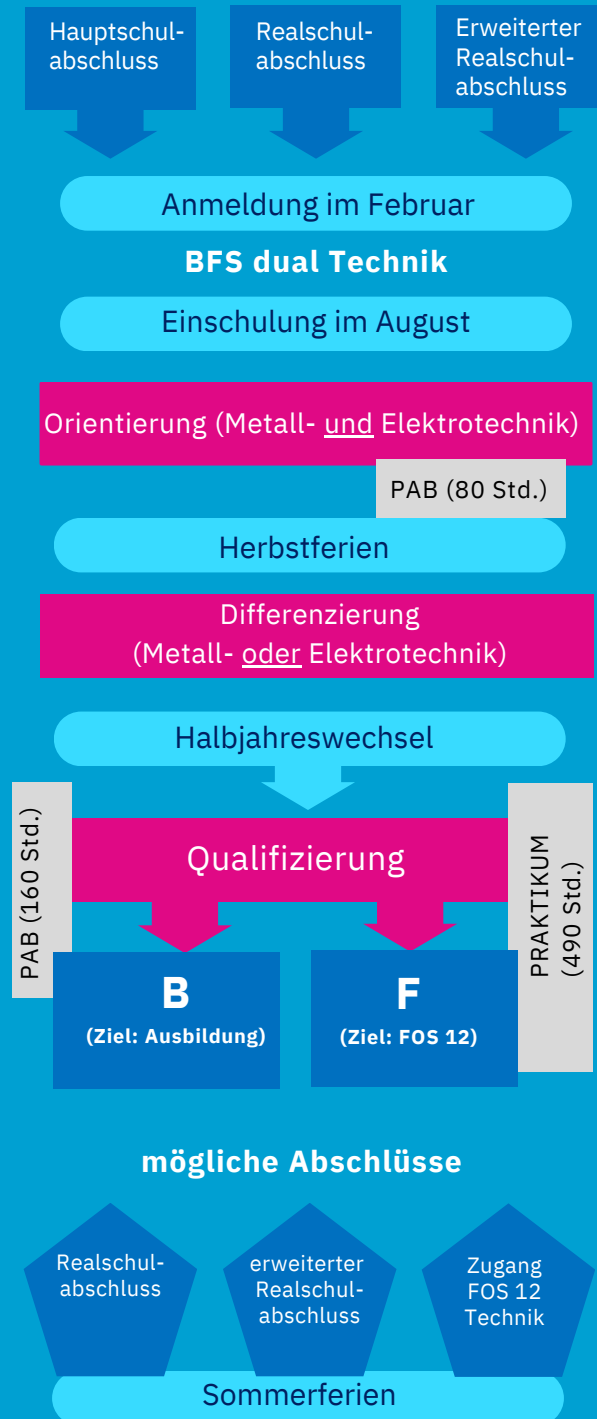 Hauptschul-
abschluss
Realschul-
abschluss
Erweiterter
Realschul-
abschluss
Anmeldung im Februar
BFS dual Technik
Einschulung im August
Orientierung (Metall- und Elektrotechnik)
PAB (80 Std.)
Herbstferien
Differenzierung
(Metall- oder Elektrotechnik)
Halbjahreswechsel
PAB (160 Std.)
Qualifizierung
PRAKTIKUM
(490 Std.)
B
(Ziel: Ausbildung)
F
(Ziel: FOS 12)
mögliche Abschlüsse
Realschul-
abschluss
erweiterter
Realschul-
abschluss
Zugang
FOS 12
Technik
Sommerferien